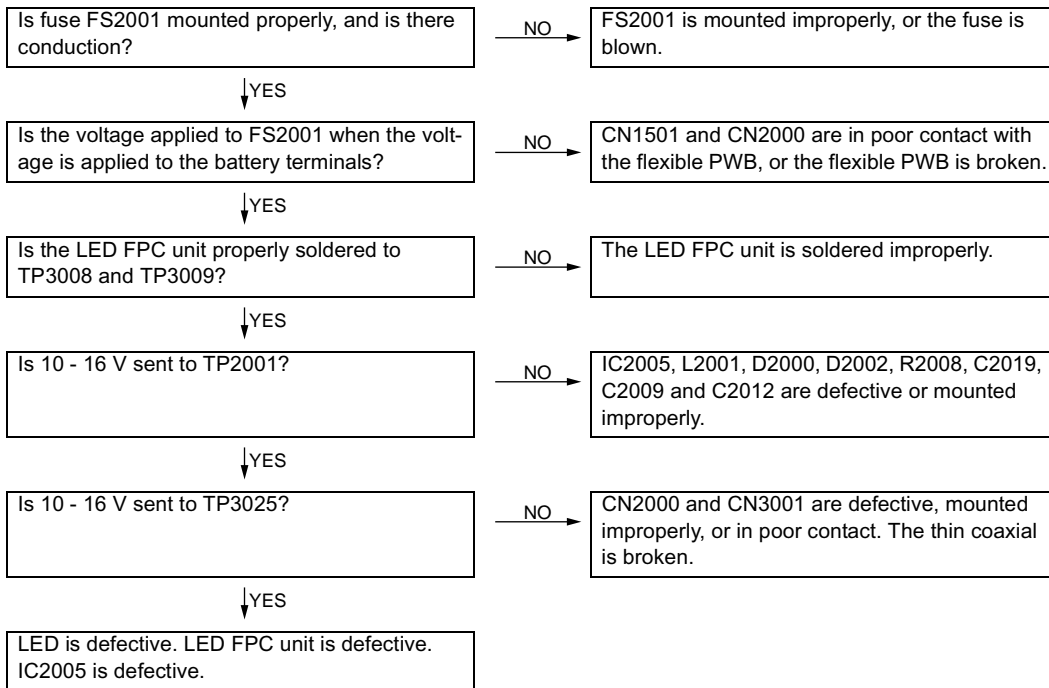 Is fuse FS2001 mounted properly, and is there
conduction?
NO
FS2001 is mounted improperly, or the fuse is
blown.
YES
Is the voltage applied to FS2001 when the volt-
age is applied to the battery terminals?
NO
CN1501 and CN2000 are in poor contact with
the flexible PWB, or the flexible PWB is broken.
YES
Is the LED FPC unit properly soldered to
TP3008 and TP3009?
NO
The LED FPC unit is soldered improperly.
YES
Is 10 - 16 V sent to TP2001?
NO
IC2005, L2001, D2000, D2002, R2008, C2019,
C2009 and C2012 are defective or mounted
improperly.
YES
Is 10 - 16 V sent to TP3025?
NO
CN2000 and CN3001 are defective, mounted
improperly, or in poor contact. The thin coaxial
is broken.
YES
LED is defective. LED FPC unit is defective.
IC2005 is defective.